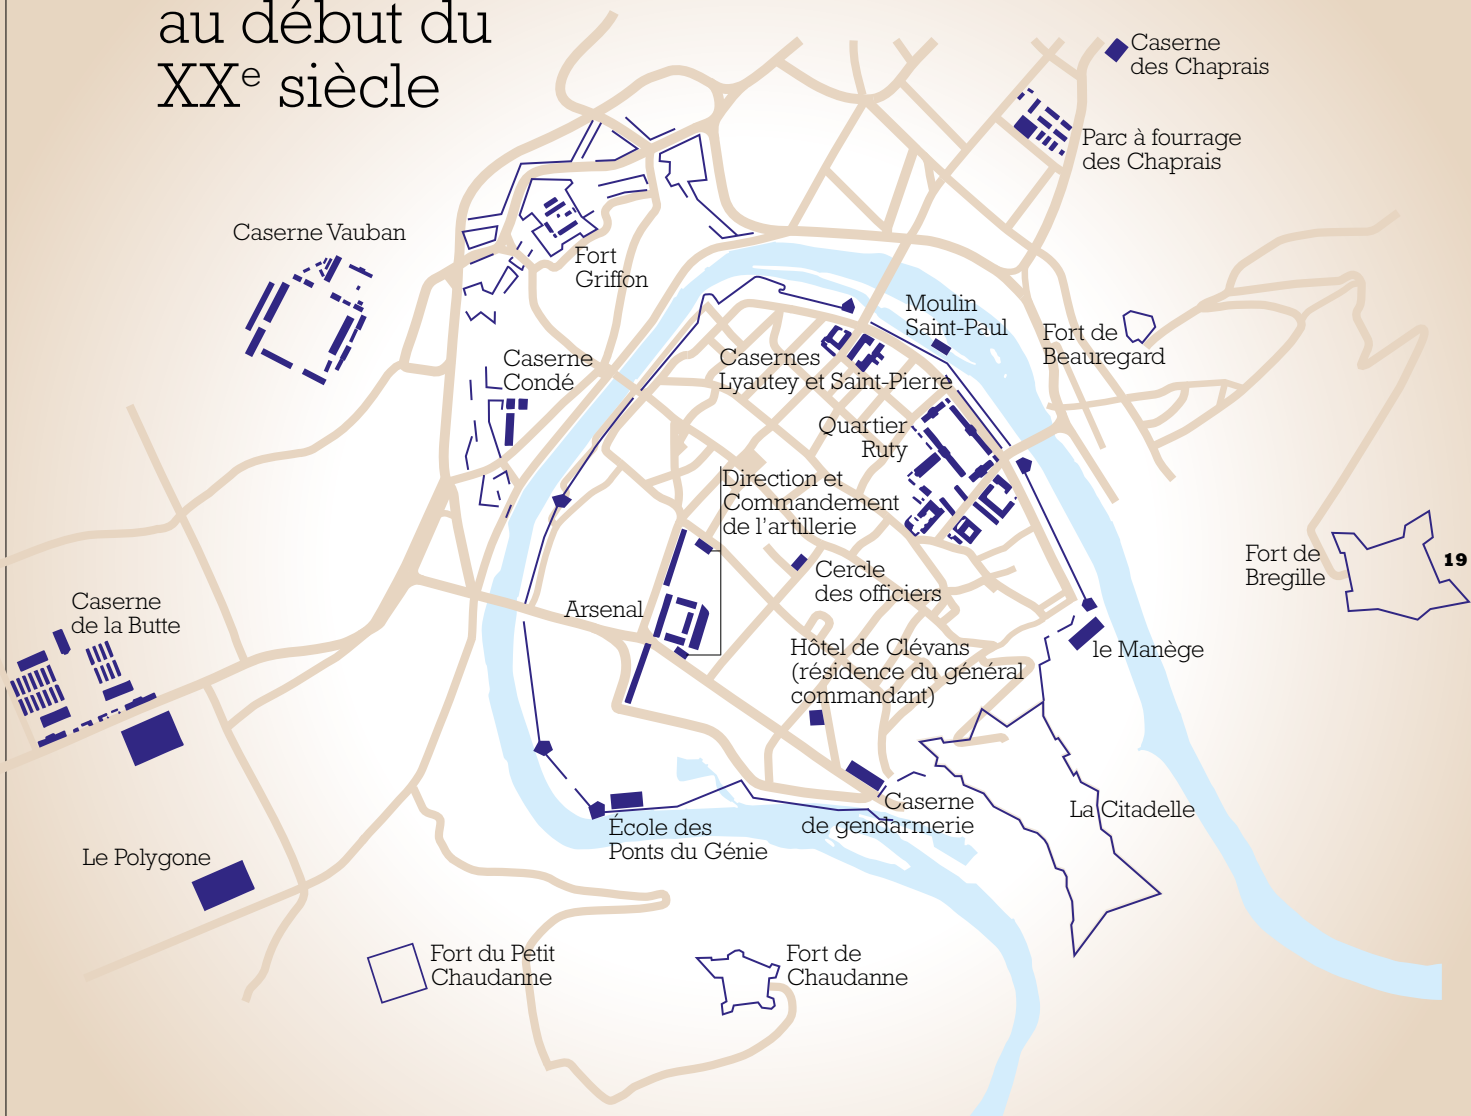 au début du
XXe siècle
Caserne
des Chaprais
Parc à fourrage
des Chaprais
Caserne Vauban
Fort
Griffon
Moulin
Saint-Paul
Fort de
Beauregard
Caserne
Condé
Casernes
Lyautey et Saint-Pierre
Quartier
Ruty
Direction et
Commandement
de l'artillerie
Fort de
Bregille
19
Cercle
des officiers
Arsenal
Caserne
de la Butte
Hôtel de Clévans
(résidence du général
commandant)
le Manège
Caserne
de gendarmerie
La Citadelle
École des
Ponts du Génie
Le Polygone
Fort du Petit
Chaudanne
Fort de
Chaudanne